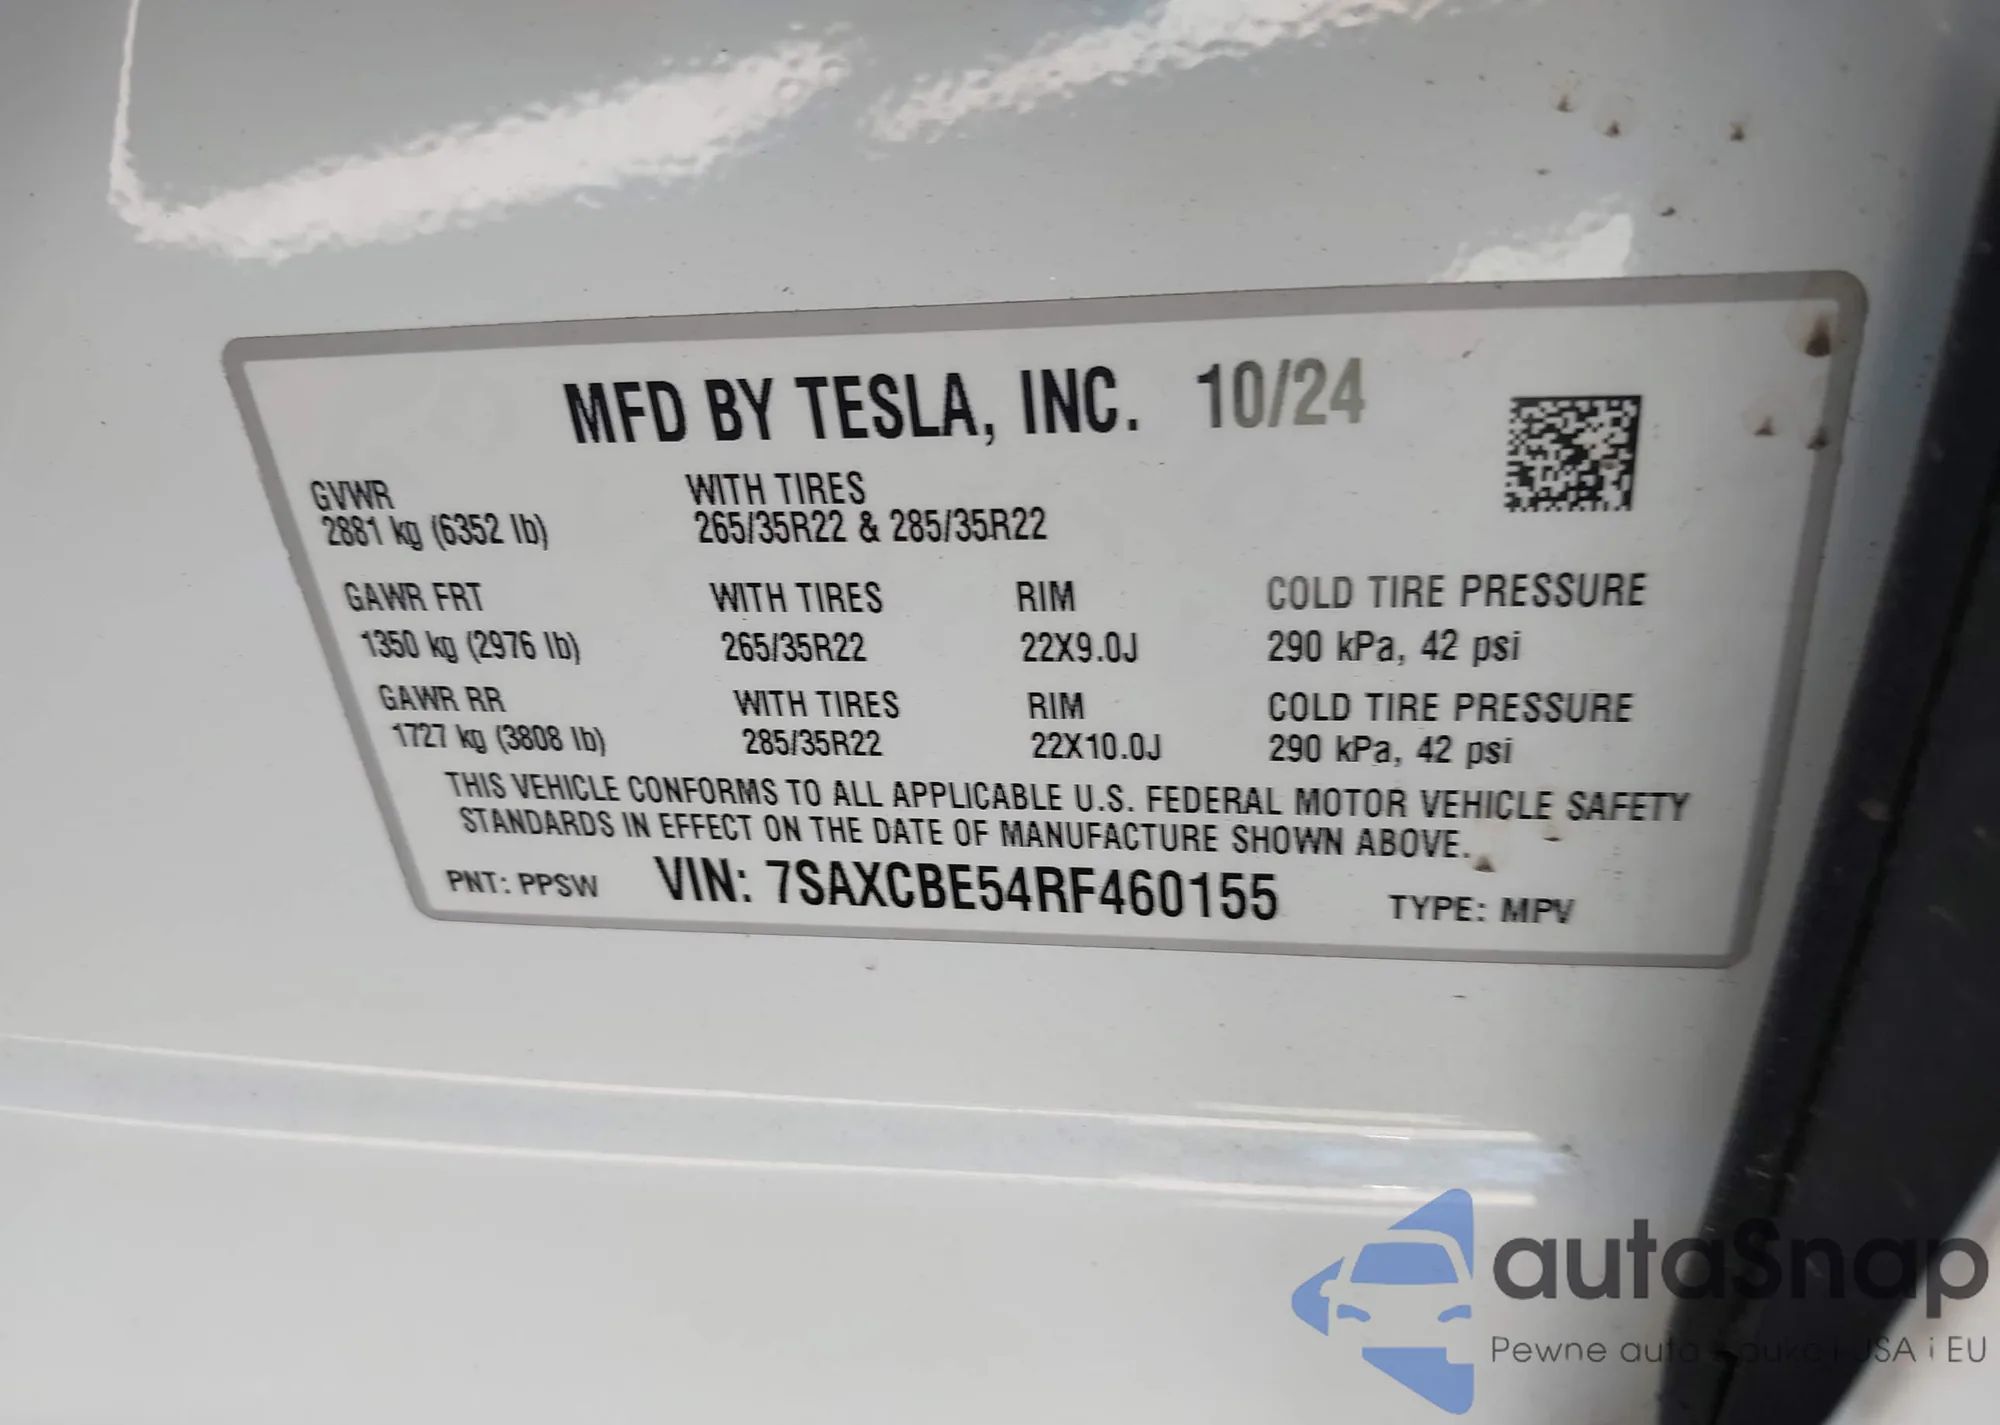 MFD BY TESLA, INC. 10/24
GVWR WITH TIRES
2881 kg (6352 lb) 265/35R22 & 285/35R22
GAWR FRT WITH TIRES RIM COLD TIRE PRESSURE
1350 kg (2976 lb) 265/35R22 22X9.0J 290 kPa, 42 psi
GAWR RR WITH TIRES RIM COLD TIRE PRESSURE
1727 kg (3808 lb) 285/35R22 22X10.0J 290 kPa, 42 psi
THIS VEHICLE CONFORMS TO ALL APPLICABLE U.S. FEDERAL MOTOR VEHICLE SAFETY
STANDARDS IN EFFECT ON THE DATE OF MANUFACTURE SHOWN ABOVE.
PNT: PPSW VIN: 7SAXCBE54RF460155 TYPE: MPV
autaSnap
Pewne auta USA i EU